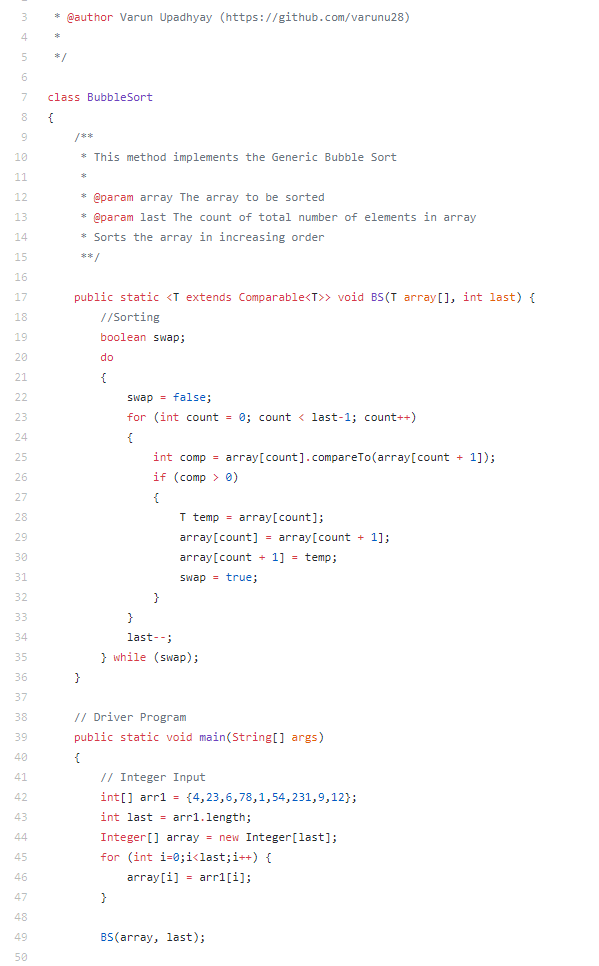 3 * @author Varun Upadhyay (https://github.com/varunu28)
4 *
5 */
6
7 class BubbleSort
8 {
9 /**
10 * This method implements the Generic Bubble Sort
11 *
12 * @param array The array to be sorted
13 * @param last The count of total number of elements in array
14 * Sorts the array in increasing order
15 **/
16
17 public static <T extends Comparable<T>> void BS(T array[], int last) {
18 //Sorting
19 boolean swap;
20 do
21 {
22 swap = false;
23 for (int count = 0; count < last-1; count++)
24 {
25 int comp = array[count].compareTo(array[count + 1]);
26 if (comp > 0)
27 {
28 T temp = array[count];
29 array[count] = array[count + 1];
30 array[count + 1] = temp;
31 swap = true;
32 }
33 }
34 last--;
35 } while (swap);
36 }
37
38 // Driver Program
39 public static void main(String[] args)
40 {
41 // Integer Input
42 int[] arr1 = {4,23,6,78,1,54,231,9,12};
43 int last = arr1.length;
44 Integer[] array = new Integer[last];
45 for (int i=0;i<last;i++) {
46 array[i] = arr1[i];
47 }
48
49 BS(array, last);
50